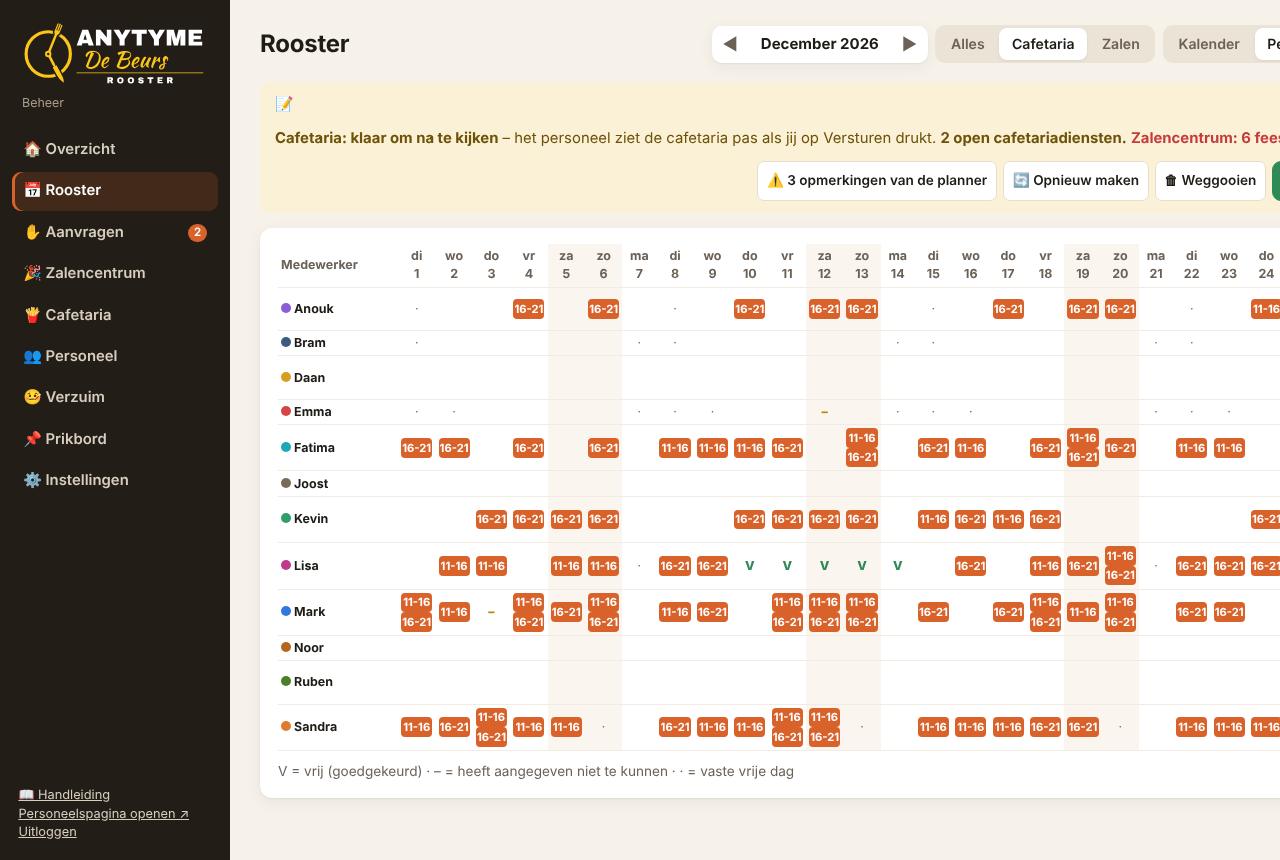 ANYTYME
De Beurs
ROOSTER
Beheer
🏠 Overzicht
📅 Rooster
✋ Aanvragen 2
🎉 Zalencentrum
🍟 Cafetaria
👥 Personeel
🤒 Verzuim
📌 Prikbord
⚙️ Instellingen
📖 Handleiding
Personeelspagina openen ↗
Uitloggen
Rooster
◀ December 2026 ▶ Alles Cafetaria Zalen Kalender
📝
Cafetaria: klaar om na te kijken – het personeel ziet de cafetaria pas als jij op Versturen drukt. 2 open cafetariadiensten. Zalencentrum: 6
⚠️ 3 opmerkingen van de planner 🔄 Opnieuw maken 🗑 Weggooien
Medewerker di wo do vr za zo ma di wo do vr za zo ma di wo do vr za zo ma di wo do
1 2 3 4 5 6 7 8 9 10 11 12 13 14 15 16 17 18 19 20 21 22 23 24
Anouk · 16-21 16-21 · 16-21 16-21 16-21 · 16-21 16-21 16-21 · 11-16
Bram · · · · · · ·
Daan
Emma · · · · · – · · · · · ·
Fatima 16-21 16-21 16-21 16-21 11-16 11-16 11-16 16-21 11-16 16-21 16-21 11-16 16-21 11-16 16-21 16-21 11-16 11-16
Joost
Kevin 16-21 16-21 16-21 16-21 16-21 16-21 16-21 16-21 11-16 16-21 11-16 16-21 16-21
Lisa 11-16 11-16 11-16 11-16 · 16-21 16-21 V V V V V 16-21 11-16 16-21 11-16 16-21 · 16-21 16-21 16-21
Mark 11-16 16-21 11-16 – 11-16 16-21 16-21 11-16 16-21 11-16 16-21 11-16 16-21 11-16 16-21 11-16 16-21 16-21 16-21 11-16 16-21 11-16 11-16 16-21 16-21 16-21
Noor
Ruben
Sandra 11-16 16-21 11-16 16-21 11-16 11-16 · 16-21 11-16 11-16 11-16 16-21 11-16 16-21 · 11-16 11-16 11-16 16-21 16-21 · 11-16 11-16 11-16
V = vrij (goedgekeurd) · – = heeft aangegeven niet te kunnen · · = vaste vrije dag